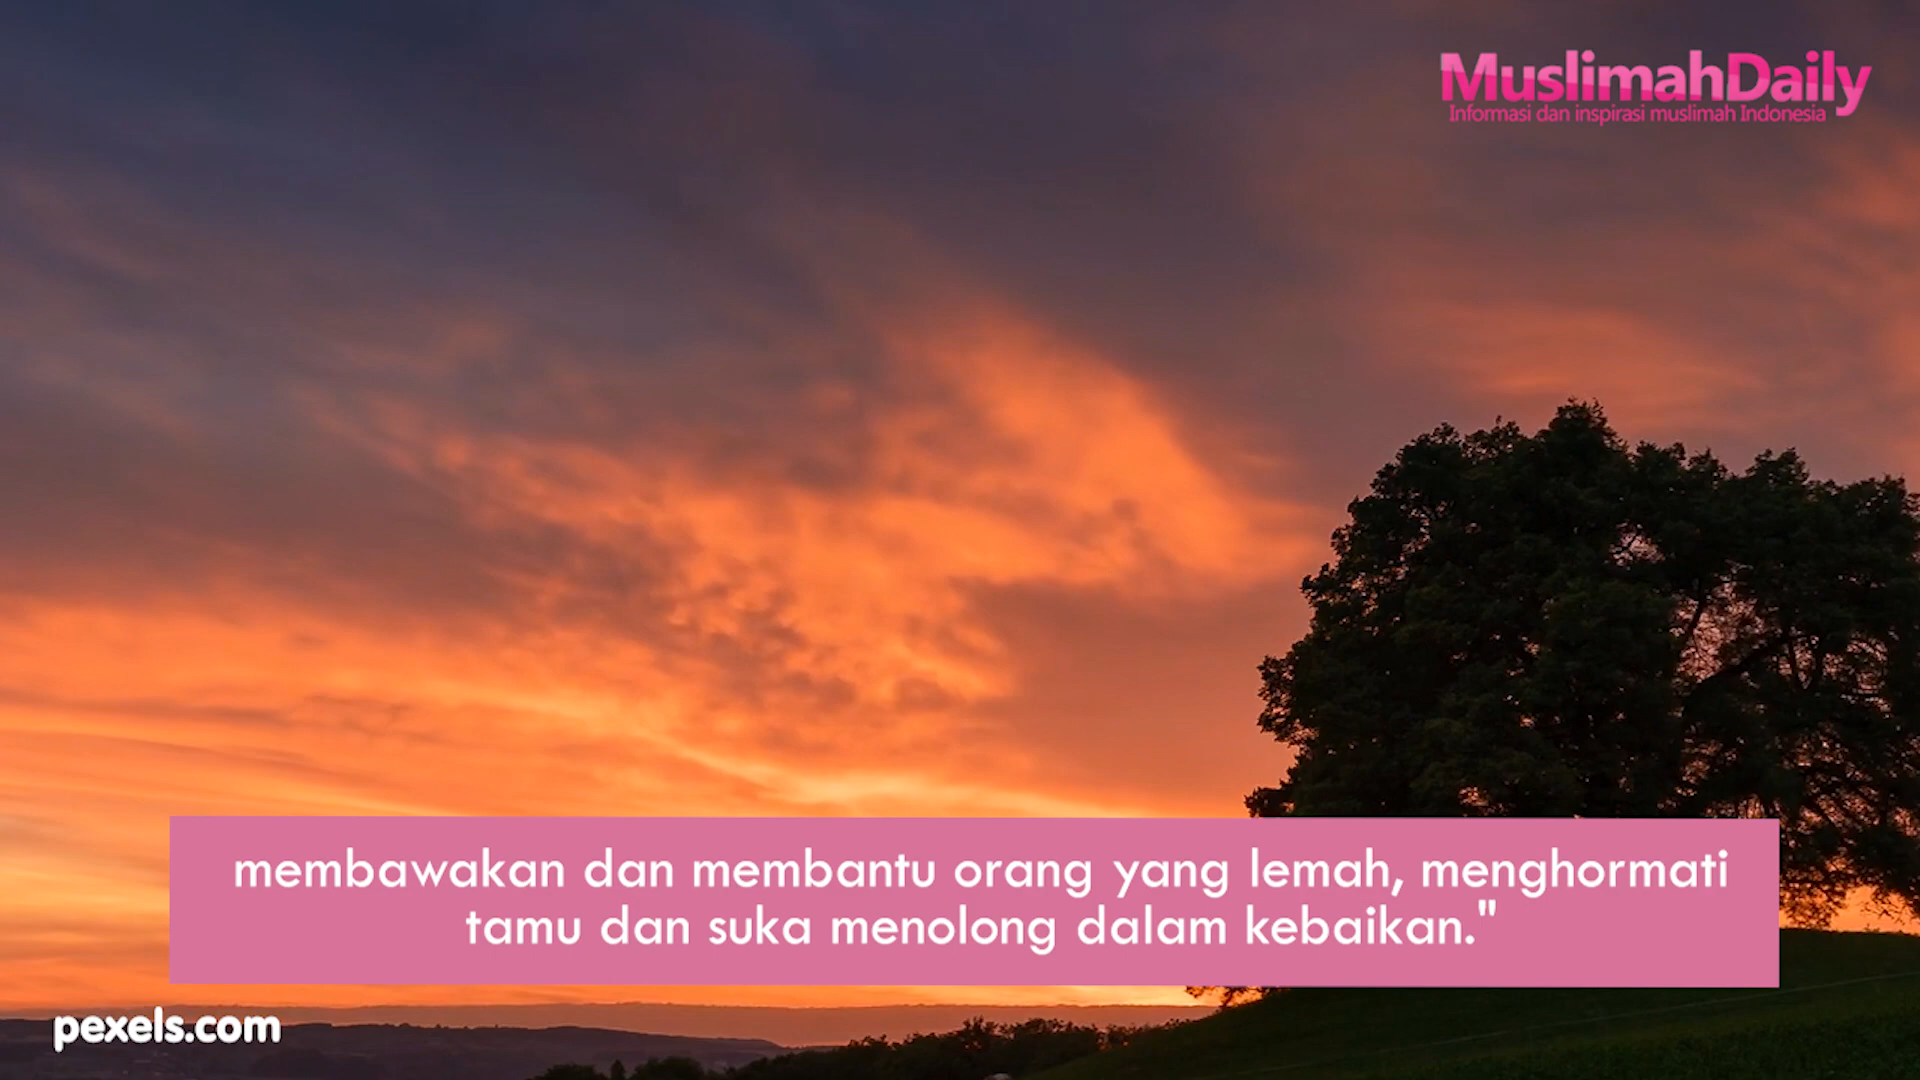 MuslimahDaily
Informasi dan inspirasi muslimah Indonesia
membawakan dan membantu orang yang lemah, menghormati
tamu dan suka menolong dalam kebaikan."
pexels.com